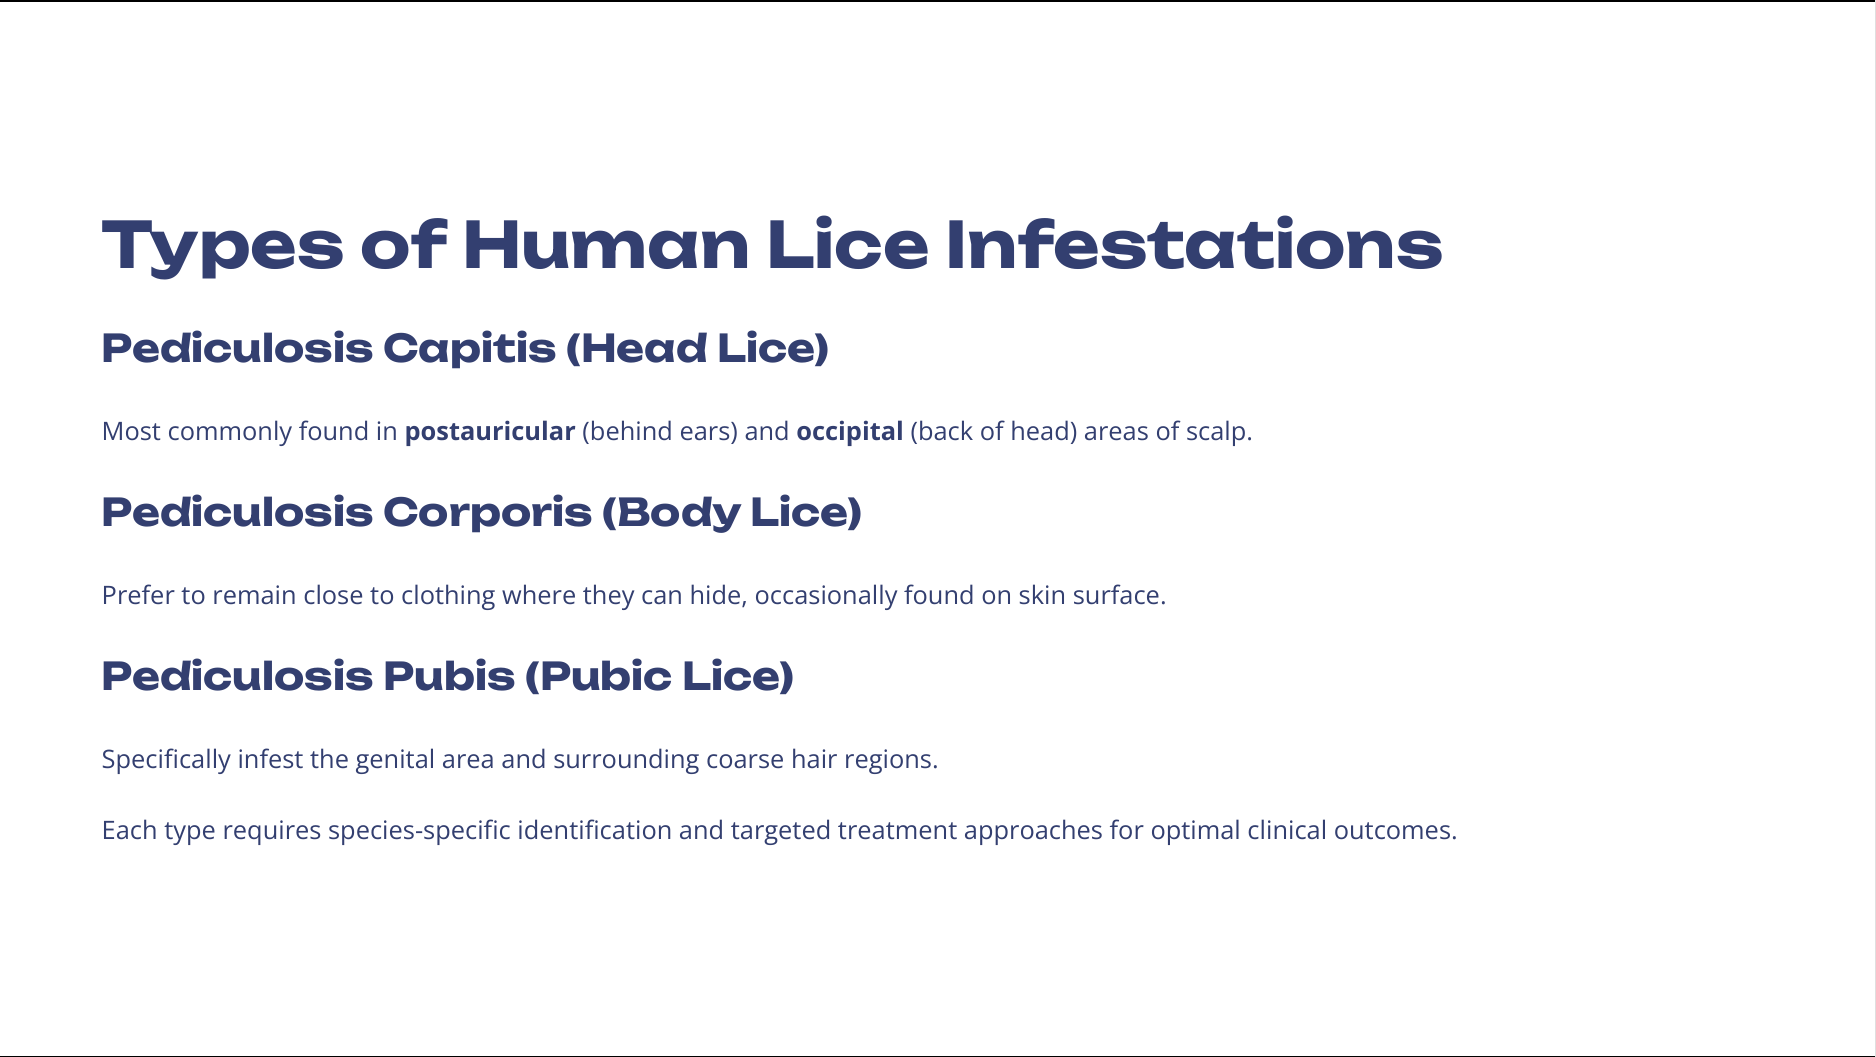 Types of Human Lice Infestations
Pediculosis Capitis (Head Lice)
Most commonly found in postauricular (behind ears) and occipital (back of head) areas of scalp.
Pediculosis Corporis (Body Lice)
Prefer to remain close to clothing where they can hide, occasionally found on skin surface.
Pediculosis Pubis (Pubic Lice)
Specifically infest the genital area and surrounding coarse hair regions.
Each type requires species-specific identification and targeted treatment approaches for optimal clinical outcomes.